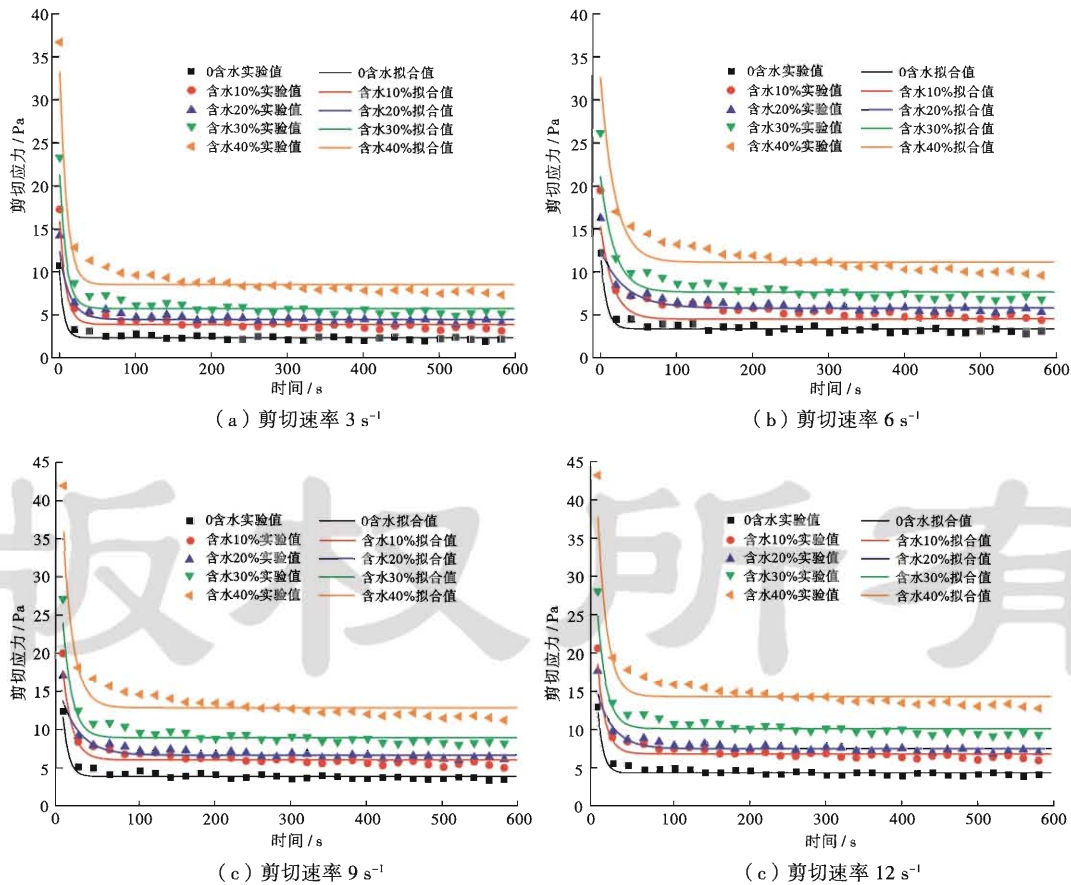 40
35
30
25
20
15
10
5
0
剪切应力 / Pa
0含水实验值 0含水拟合值
含水10%实验值 含水10%拟合值
含水20%实验值 含水20%拟合值
含水30%实验值 含水30%拟合值
含水40%实验值 含水40%拟合值
0 100 200 300 400 500 600
时间 / s
（a）剪切速率 3 s⁻¹
40
35
30
25
20
15
10
5
0
剪切应力 / Pa
0含水实验值 0含水拟合值
含水10%实验值 含水10%拟合值
含水20%实验值 含水20%拟合值
含水30%实验值 含水30%拟合值
含水40%实验值 含水40%拟合值
0 100 200 300 400 500 600
时间 / s
（b）剪切速率 6 s⁻¹
45
40
35
30
25
20
15
10
5
0
剪切应力 / Pa
0含水实验值 0含水拟合值
含水10%实验值 含水10%拟合值
含水20%实验值 含水20%拟合值
含水30%实验值 含水30%拟合值
含水40%实验值 含水40%拟合值
0 100 200 300 400 500 600
时间 / s
（c）剪切速率 9 s⁻¹
45
40
35
30
25
20
15
10
5
0
剪切应力 / Pa
0含水实验值 0含水拟合值
含水10%实验值 含水10%拟合值
含水20%实验值 含水20%拟合值
含水30%实验值 含水30%拟合值
含水40%实验值 含水40%拟合值
0 100 200 300 400 500 600
时间 / s
（c）剪切速率 12 s⁻¹
版权所有